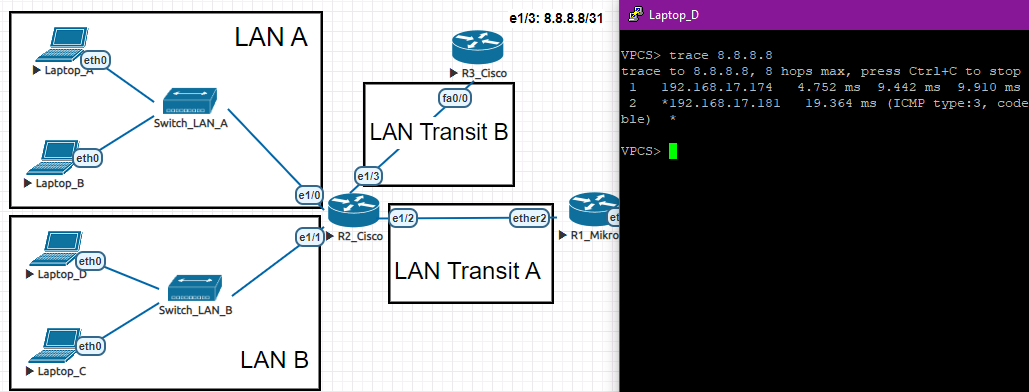 LAN A
e1/3: 8.8.8.8/31
eth0
Laptop_A
R3_Cisco
fa0/0
Switch_LAN_A
LAN Transit B
eth0
Laptop_B
e1/3
e1/0
R2_Cisco
e1/2
ether2
R1_Mikro
et
e1/1
eth0
Laptop_D
LAN Transit A
Switch_LAN_B
eth0
Laptop_C
LAN B
Laptop_D
VPCS> trace 8.8.8.8
trace to 8.8.8.8, 8 hops max, press Ctrl+C to stop
1 192.168.17.174 4.752 ms 9.442 ms 9.910 ms
2 *192.168.17.181 19.364 ms (ICMP type:3, code
ble) *
VPCS>